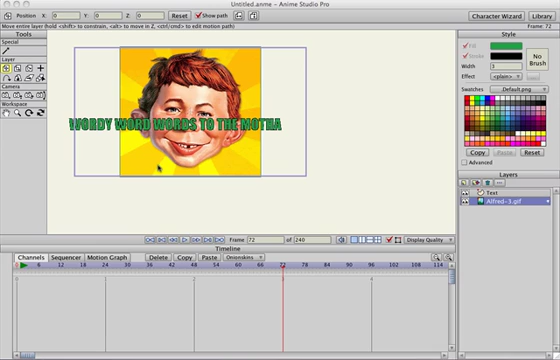 Untitled.anme - Anime Studio Pro
Position X: 0 Y: 0 Z: 0 Reset Show path
Character Wizard Library
Move entire layer (hold <shift> to constrain, <alt> to move in Z, <ctrl/cmd> to edit motion path)
Frame: 72
Tools
Special
Layer
Camera
Workspace
WORDY WORD WORDS TO THE MOTHA
Style
Fill
Stroke
Width 3
Effect <plain>
No Brush
Swatches Default.png
Copy Paste Reset
Advanced
Layers
Text
Alfred-3.gif
Frame 72 of 240 Display Quality
Timeline
Channels Sequencer Motion Graph Delete Copy Paste Onionskins
6 12 18 24 30 36 42 48 54 60 66 72 78 84 90 96 102 108 114
0 1 2 3 4